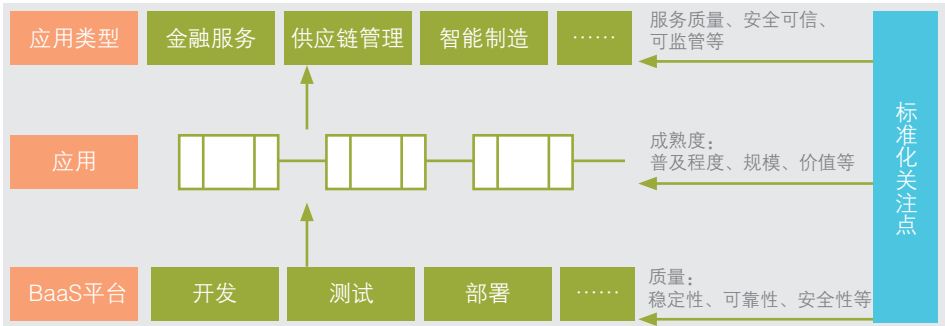 应用类型
金融服务
供应链管理
智能制造
……
服务质量、安全可信、
可监管等
应用
成熟度：
普及程度、规模、价值等
BaaS平台
开发
测试
部署
……
质量：
稳定性、可靠性、安全性等
标准化关注点